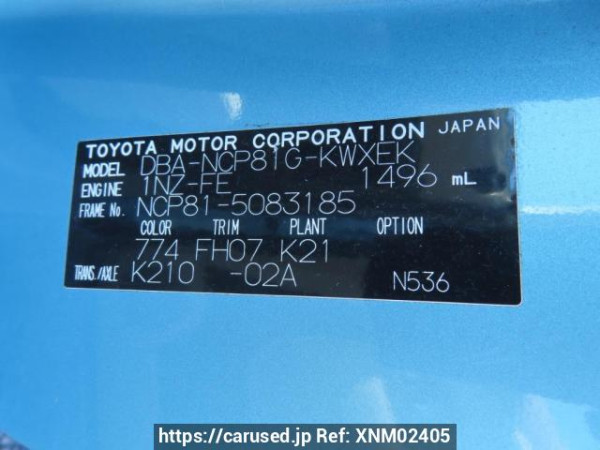 TOYOTA MOTOR CORPORATION JAPAN
MODEL DBA-NCP81G-KWXEK
ENGINE 1NZ-FE 1496 mL
FRAME No. NCP81-5083185
COLOR TRIM PLANT OPTION
774 FH07 K21
TRANS./AXLE K210 -02A N536
https://carused.jp Ref: XNM02405